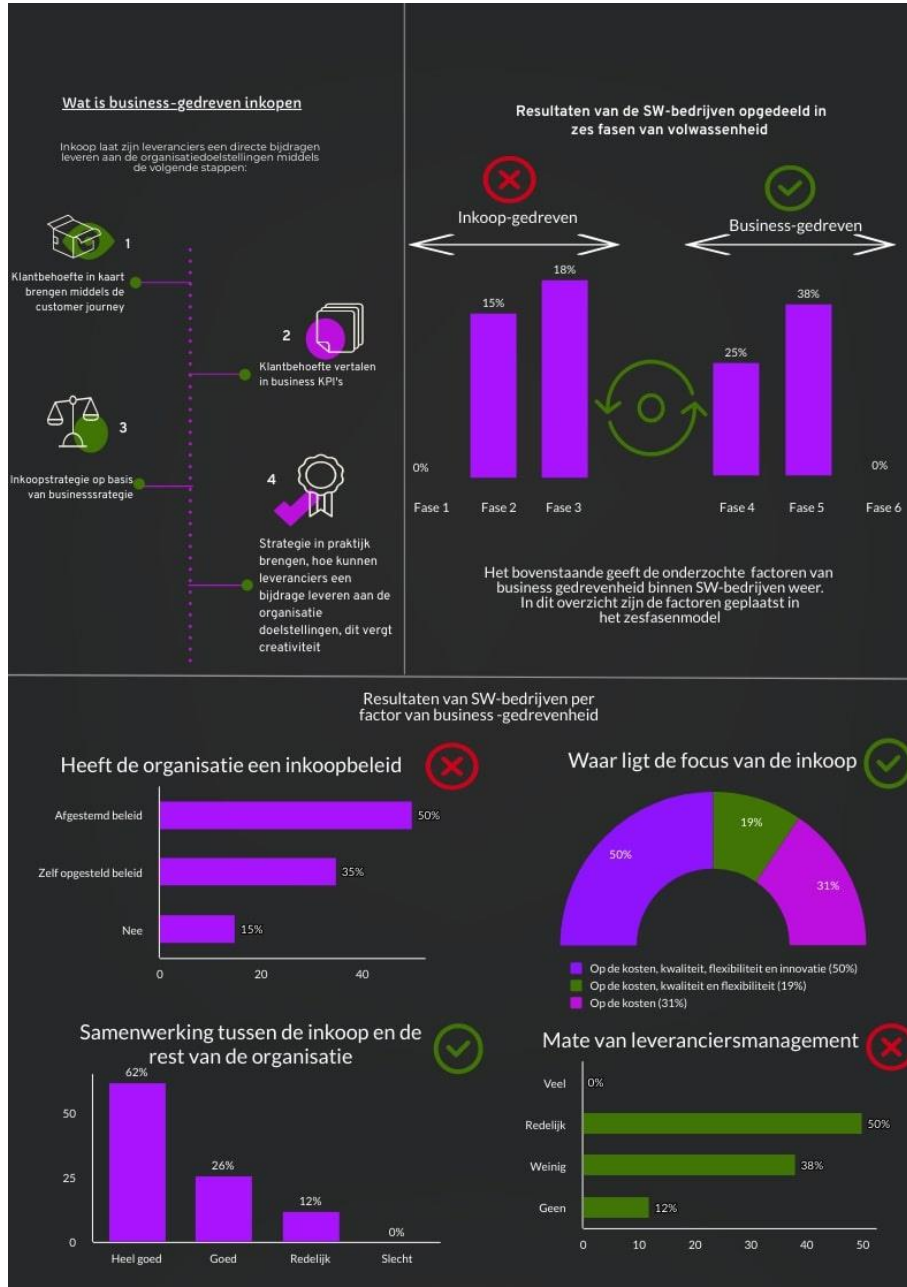 Wat is business-gedreven inkopen
Inkoop laat zijn leveranciers een directe bijdragen
leveren aan de organisatiedoelstellingen middels
de volgende stappen:
1
Klantbehoefte in kaart
brengen middels de
customer journey
2
Klantbehoefte vertalen
in business KPI's
3
Inkoopstrategie op basis
van businesssrategie
4
Strategie in praktijk
brengen, hoe kunnen
leveranciers een
bijdrage leveren aan de
organisatie
doelstellingen, dit vergt
creativiteit
Resultaten van de SW-bedrijven opgedeeld in
zes fasen van volwassenheid
Inkoop-gedreven
Business-gedreven
0%
15%
18%
25%
38%
0%
Fase 1
Fase 2
Fase 3
Fase 4
Fase 5
Fase 6
Het bovenstaande geeft de onderzochte factoren van
business gedrevenheid binnen SW-bedrijven weer.
In dit overzicht zijn de factoren geplaatst in
het zesfasenmodel
Resultaten van SW-bedrijven per
factor van business -gedrevenheid
Heeft de organisatie een inkoopbeleid
Afgestemd beleid
50%
Zelf opgesteld beleid
35%
Nee
15%
0
20
40
Waar ligt de focus van de inkoop
50%
19%
31%
Op de kosten, kwaliteit, flexibiliteit en innovatie (50%)
Op de kosten, kwaliteit en flexibiliteit (19%)
Op de kosten (31%)
Samenwerking tussen de inkoop en de
rest van de organisatie
62%
26%
12%
0%
50
25
0
Heel goed
Goed
Redelijk
Slecht
Mate van leveranciersmanagement
Veel
0%
Redelijk
50%
Weinig
38%
Geen
12%
0
10
20
30
40
50